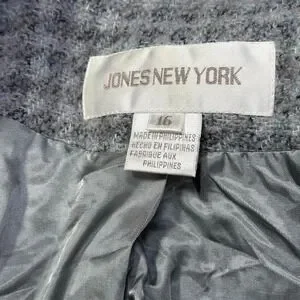 JONES NEW YORK
16
MADE IN PHILIPPINES
HECHO EN FILIPINAS
FABRIQUE AUX
PHILIPPINES